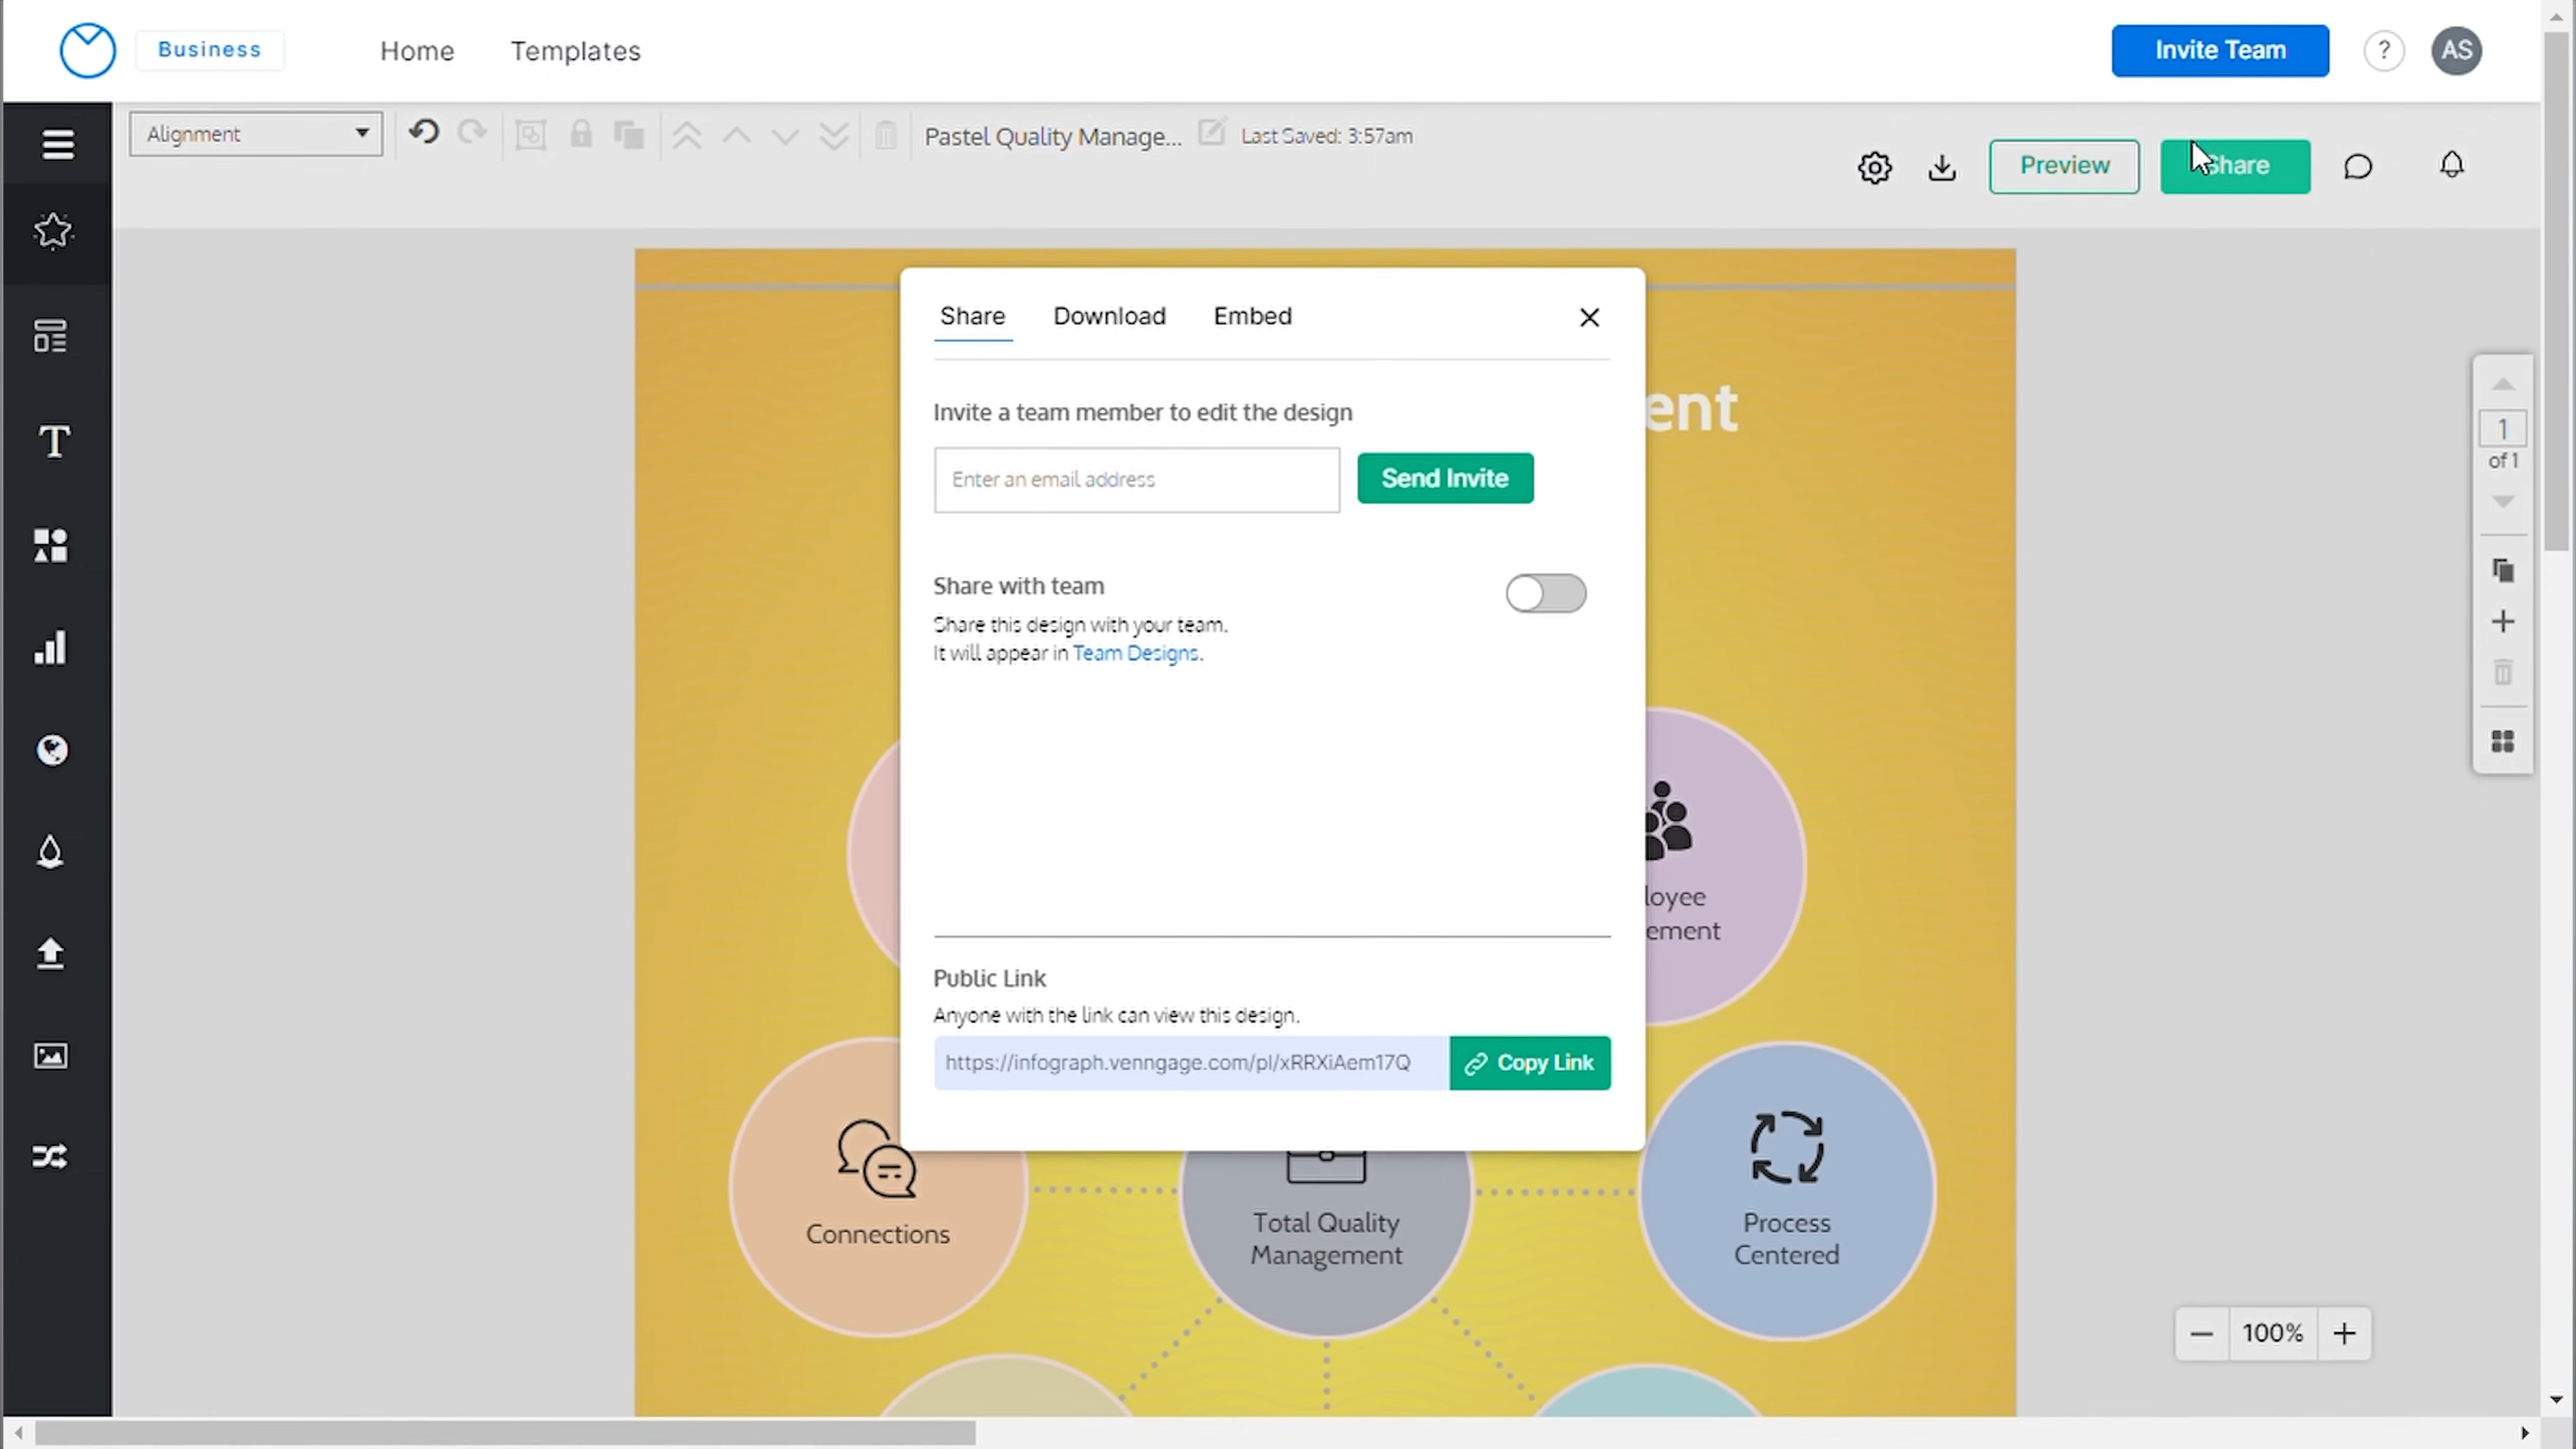 Business
Home
Templates
Invite Team
?
AS
Alignment
Pastel Quality Manage...
Last Saved: 3:57am
Preview
Share
Share
Download
Embed
ent
Invite a team member to edit the design
Enter an email address
Send Invite
1
of 1
Share with team
Share this design with your team.
It will appear in Team Designs.
loyee
ement
Public Link
Anyone with the link can view this design.
https://infograph.venngage.com/pl/xRRXiAem17Q
Copy Link
Connections
Total Quality
Management
Process
Centered
100%